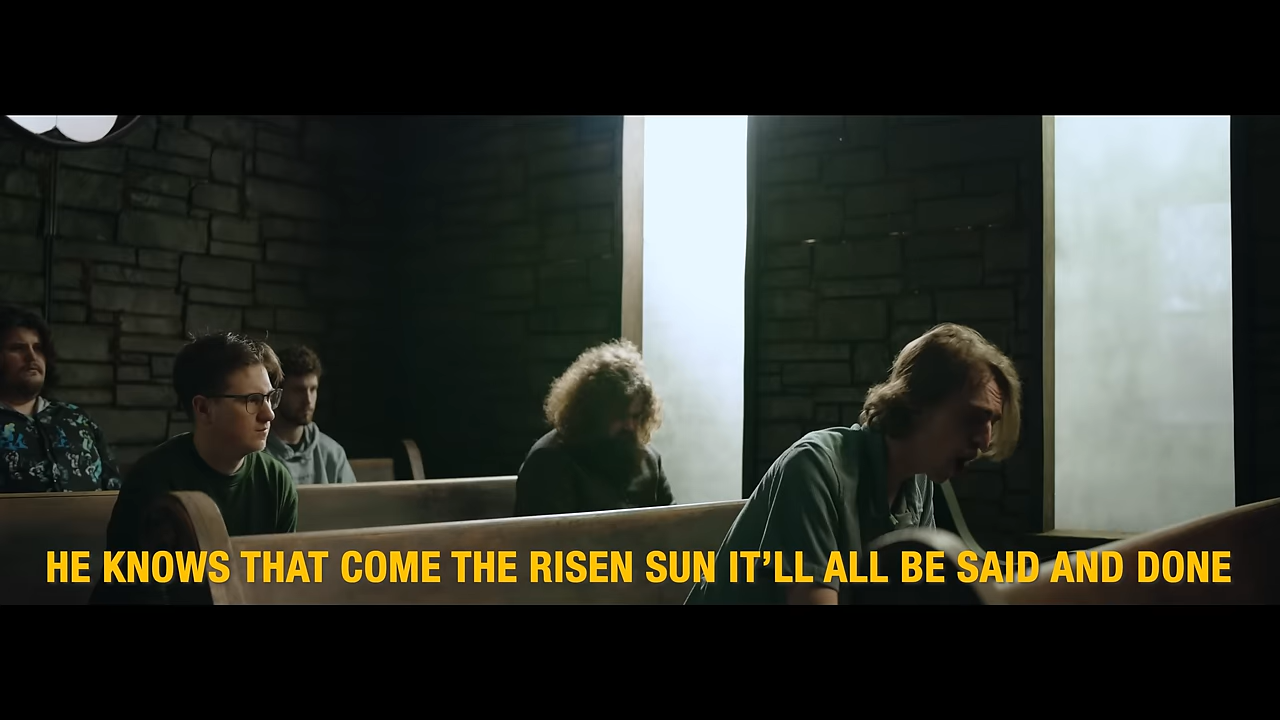 HE KNOWS THAT COME THE RISEN SUN IT’LL ALL BE SAID AND DONE